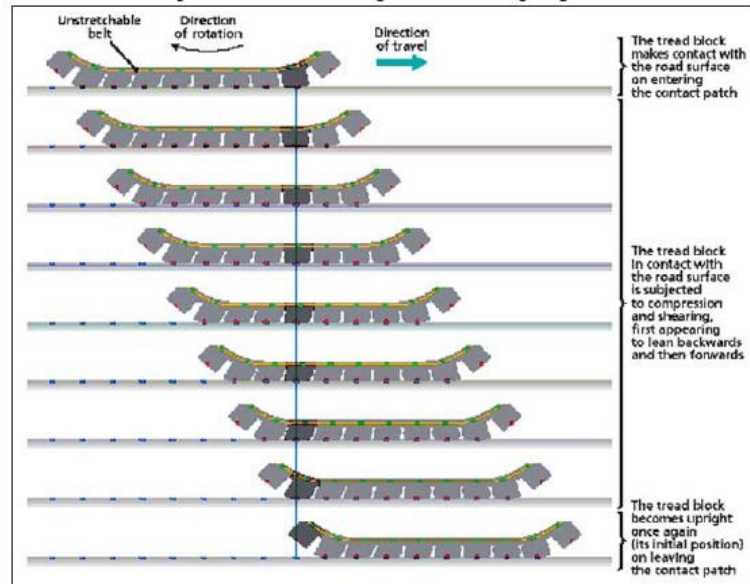 Unstretchable
belt
Direction
of rotation
Direction
of travel
The tread block
makes contact with
the road surface
on entering
the contact patch
The tread block
in contact with
the road surface
is subjected
to compression
and shearing,
first appearing
to lean backwards
and then forwards
The tread block
becomes upright
once again
(its initial position)
on leaving
the contact patch